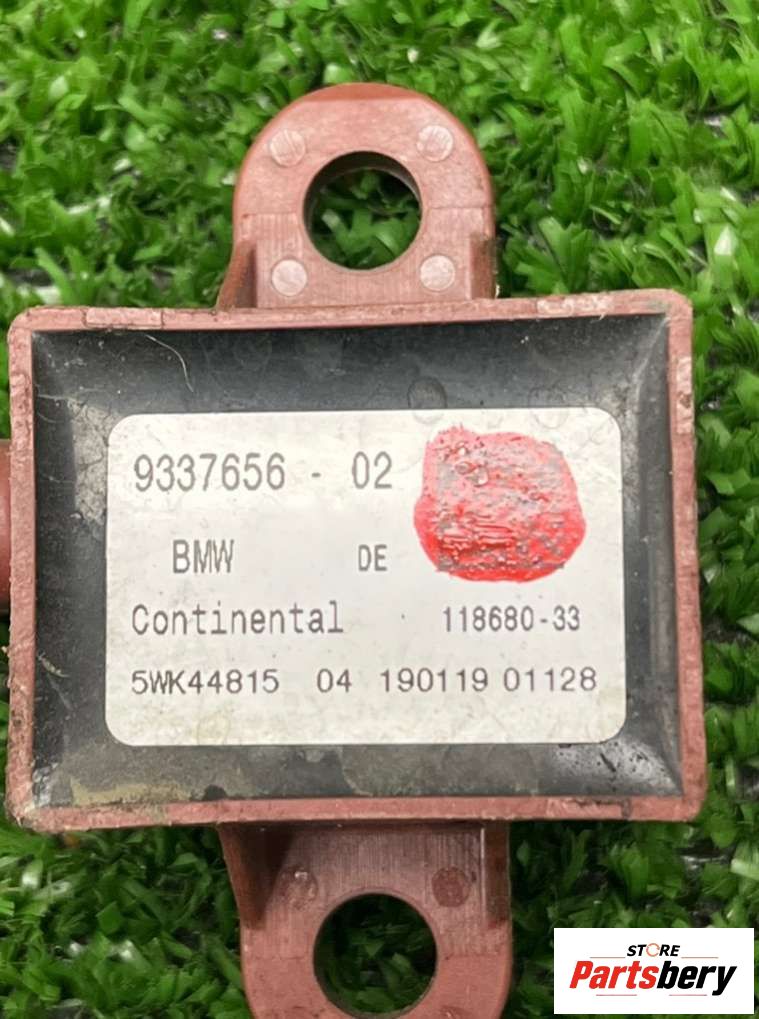 9337656 - 02
BMW DE
Continental 118680-33
5WK44815 04 190119 01128
STORE
Partsbery